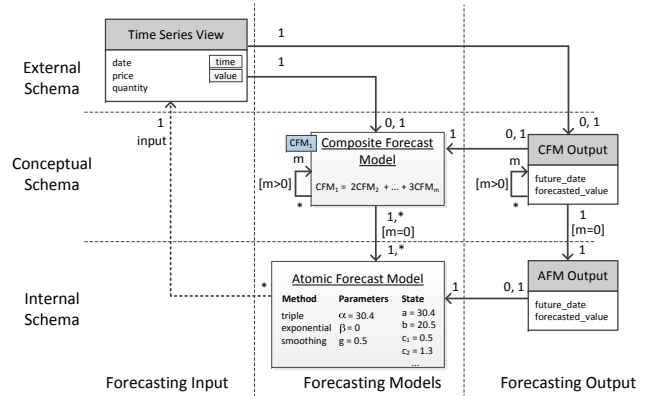 Time Series View
date
price
quantity
time
value
1
1
External
Schema
1
input
0, 1
0, 1
CFM₁
Composite Forecast
Model
m
[m>0]
*
CFM₁ = 2CFM₂ + ... + 3CFMₘ
1
0, 1
CFM Output
m
[m>0]
*
future_date
forecasted_value
Conceptual
Schema
1,*
[m=0]
1
[m=0]
1,*
1
*
Atomic Forecast Model
Method Parameters State
triple α = 30.4 a = 30.4
exponential β = 0 b = 20.5
smoothing g = 0.5 c₁ = 0.5
c₂ = 1.3
...
1
0, 1
AFM Output
future_date
forecasted_value
Internal
Schema
Forecasting Input
Forecasting Models
Forecasting Output